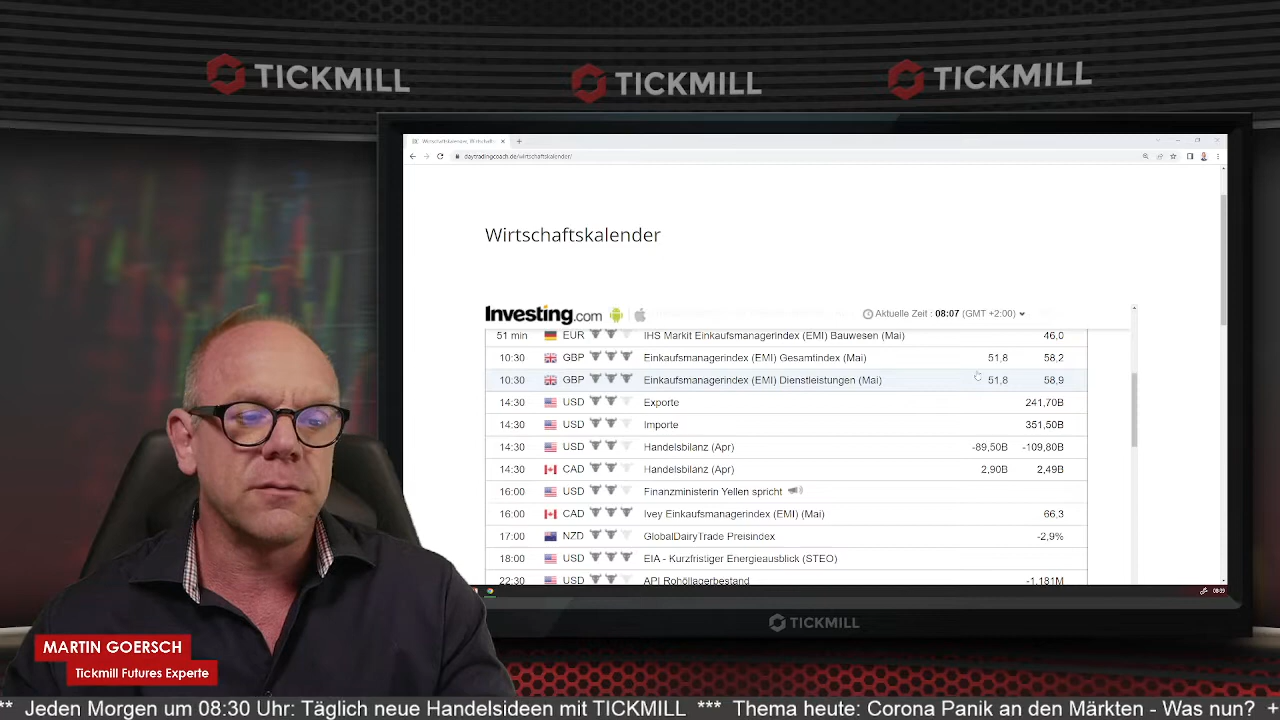 TICKMILL
TICKMILL
TICKMILL
daytradingcoach.de/wirtschaftskalender/
Wirtschaftskalender
Investing.com
Aktuelle Zeit : 08:07 (GMT +2:00)
51 min EUR IHS Markit Einkaufsmanagerindex (EMI) Bauwesen (Mai) 46,0
10:30 GBP Einkaufsmanagerindex (EMI) Gesamtindex (Mai) 51,8 58,2
10:30 GBP Einkaufsmanagerindex (EMI) Dienstleistungen (Mai) 51,8 58,9
14:30 USD Exporte 241,70B
14:30 USD Importe 351,50B
14:30 USD Handelsbilanz (Apr) -89,50B -109,80B
14:30 CAD Handelsbilanz (Apr) 2,90B 2,49B
16:00 USD Finanzministerin Yellen spricht
16:00 CAD Ivey Einkaufsmanagerindex (EMI) (Mai) 66,3
17:00 NZD GlobalDairyTrade Preisindex -2,9%
18:00 USD EIA - Kurzfristiger Energieausblick (STEO)
22:30 USD API Rohöllagerbestand -1,181M
TICKMILL
MARTIN GOERSCH
Tickmill Futures Experte
** Jeden Morgen um 08:30 Uhr: Täglich neue Handelsideen mit TICKMILL *** Thema heute: Corona Panik an den Märkten - Was nun? +